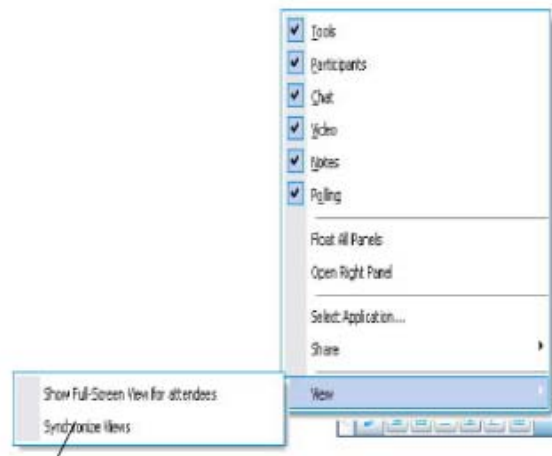 Tools
Participants
Chat
Video
Notes
Polling
Float All Panels
Open Right Panel
Select Application...
Share
View
Show Full-Screen View for attendees
Synchronize Views